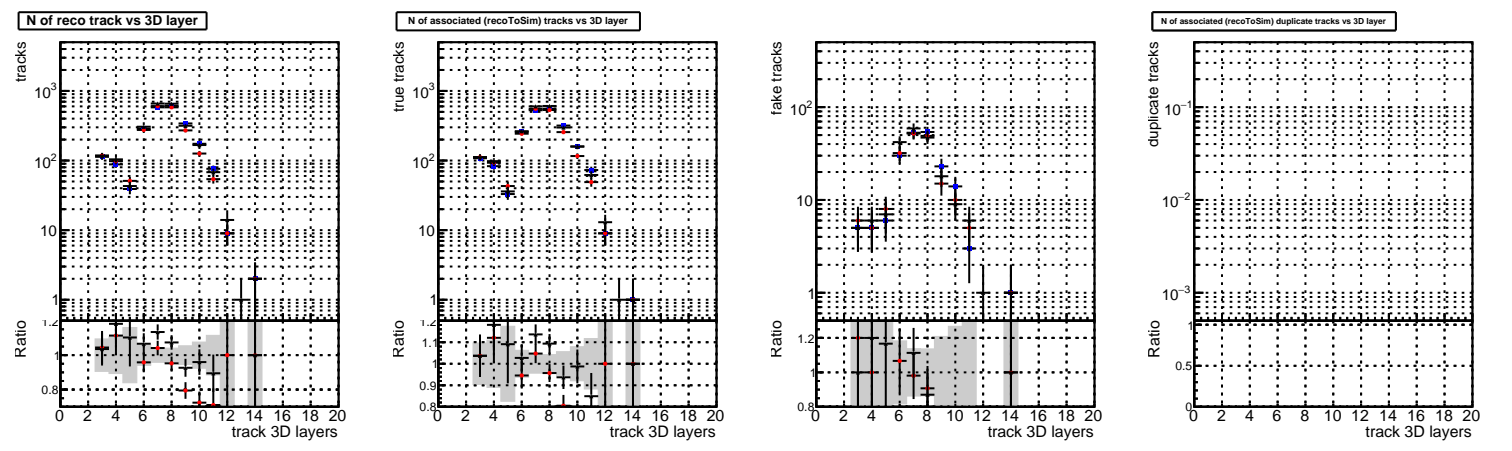 N of reco track vs 3D layer
tracks
10³
10²
10
1
Ratio
1.2
1
0.8
0 2 4 6 8 10 12 14 16 18 20
track 3D layers
N of associated (recoToSim) tracks vs 3D layer
true tracks
10³
10²
10
1
Ratio
1.2
1.1
1
0.9
0.8
0 2 4 6 8 10 12 14 16 18 20
track 3D layers
fake tracks
10²
10
1
Ratio
1.2
1
0.8
0 2 4 6 8 10 12 14 16 18 20
track 3D layers
N of associated (recoToSim) duplicate tracks vs 3D layer
duplicate tracks
10⁻¹
10⁻²
10⁻³
Ratio
1
0.5
0
0 2 4 6 8 10 12 14 16 18 20
track 3D layers